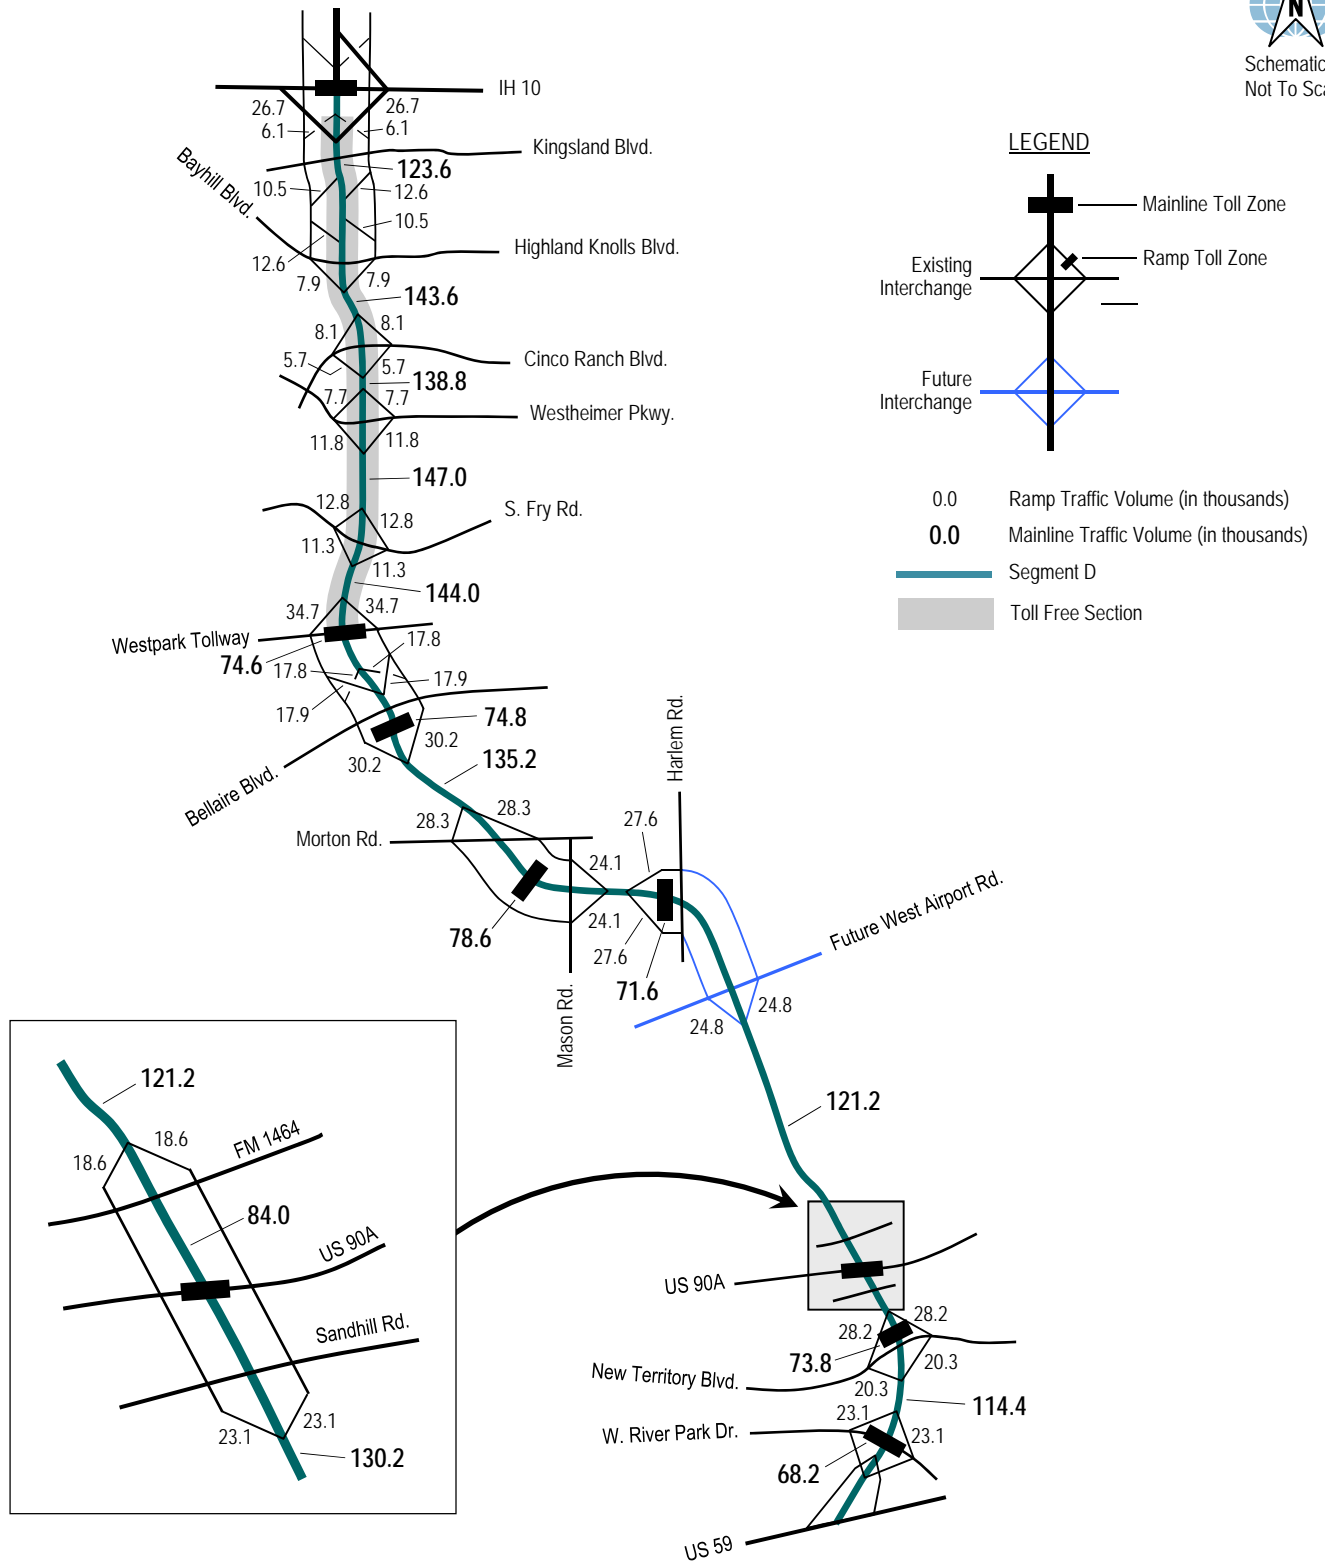 N
Schematic
Not To Sca
IH 10
26.7
26.7
6.1
6.1
Kingsland Blvd.
Bayhill Blvd.
123.6
10.5
12.6
10.5
Highland Knolls Blvd.
12.6
7.9
7.9
143.6
8.1
8.1
Cinco Ranch Blvd.
5.7
5.7
138.8
7.7
7.7
Westheimer Pkwy.
11.8
11.8
147.0
12.8
12.8
S. Fry Rd.
11.3
11.3
144.0
34.7
34.7
Westpark Tollway
74.6
17.8
17.8
17.9
17.9
74.8
30.2
30.2
Bellaire Blvd.
135.2
28.3
28.3
Morton Rd.
24.1
24.1
78.6
Mason Rd.
Harlem Rd.
27.6
27.6
71.6
Future West Airport Rd.
24.8
24.8
121.2
US 90A
28.2
28.2
73.8
New Territory Blvd.
20.3
20.3
114.4
23.1
23.1
W. River Park Dr.
68.2
US 59
LEGEND
Mainline Toll Zone
Ramp Toll Zone
Existing
Interchange
Future
Interchange
0.0 Ramp Traffic Volume (in thousands)
0.0 Mainline Traffic Volume (in thousands)
Segment D
Toll Free Section
121.2
18.6
18.6
FM 1464
84.0
US 90A
Sandhill Rd.
23.1
23.1
130.2